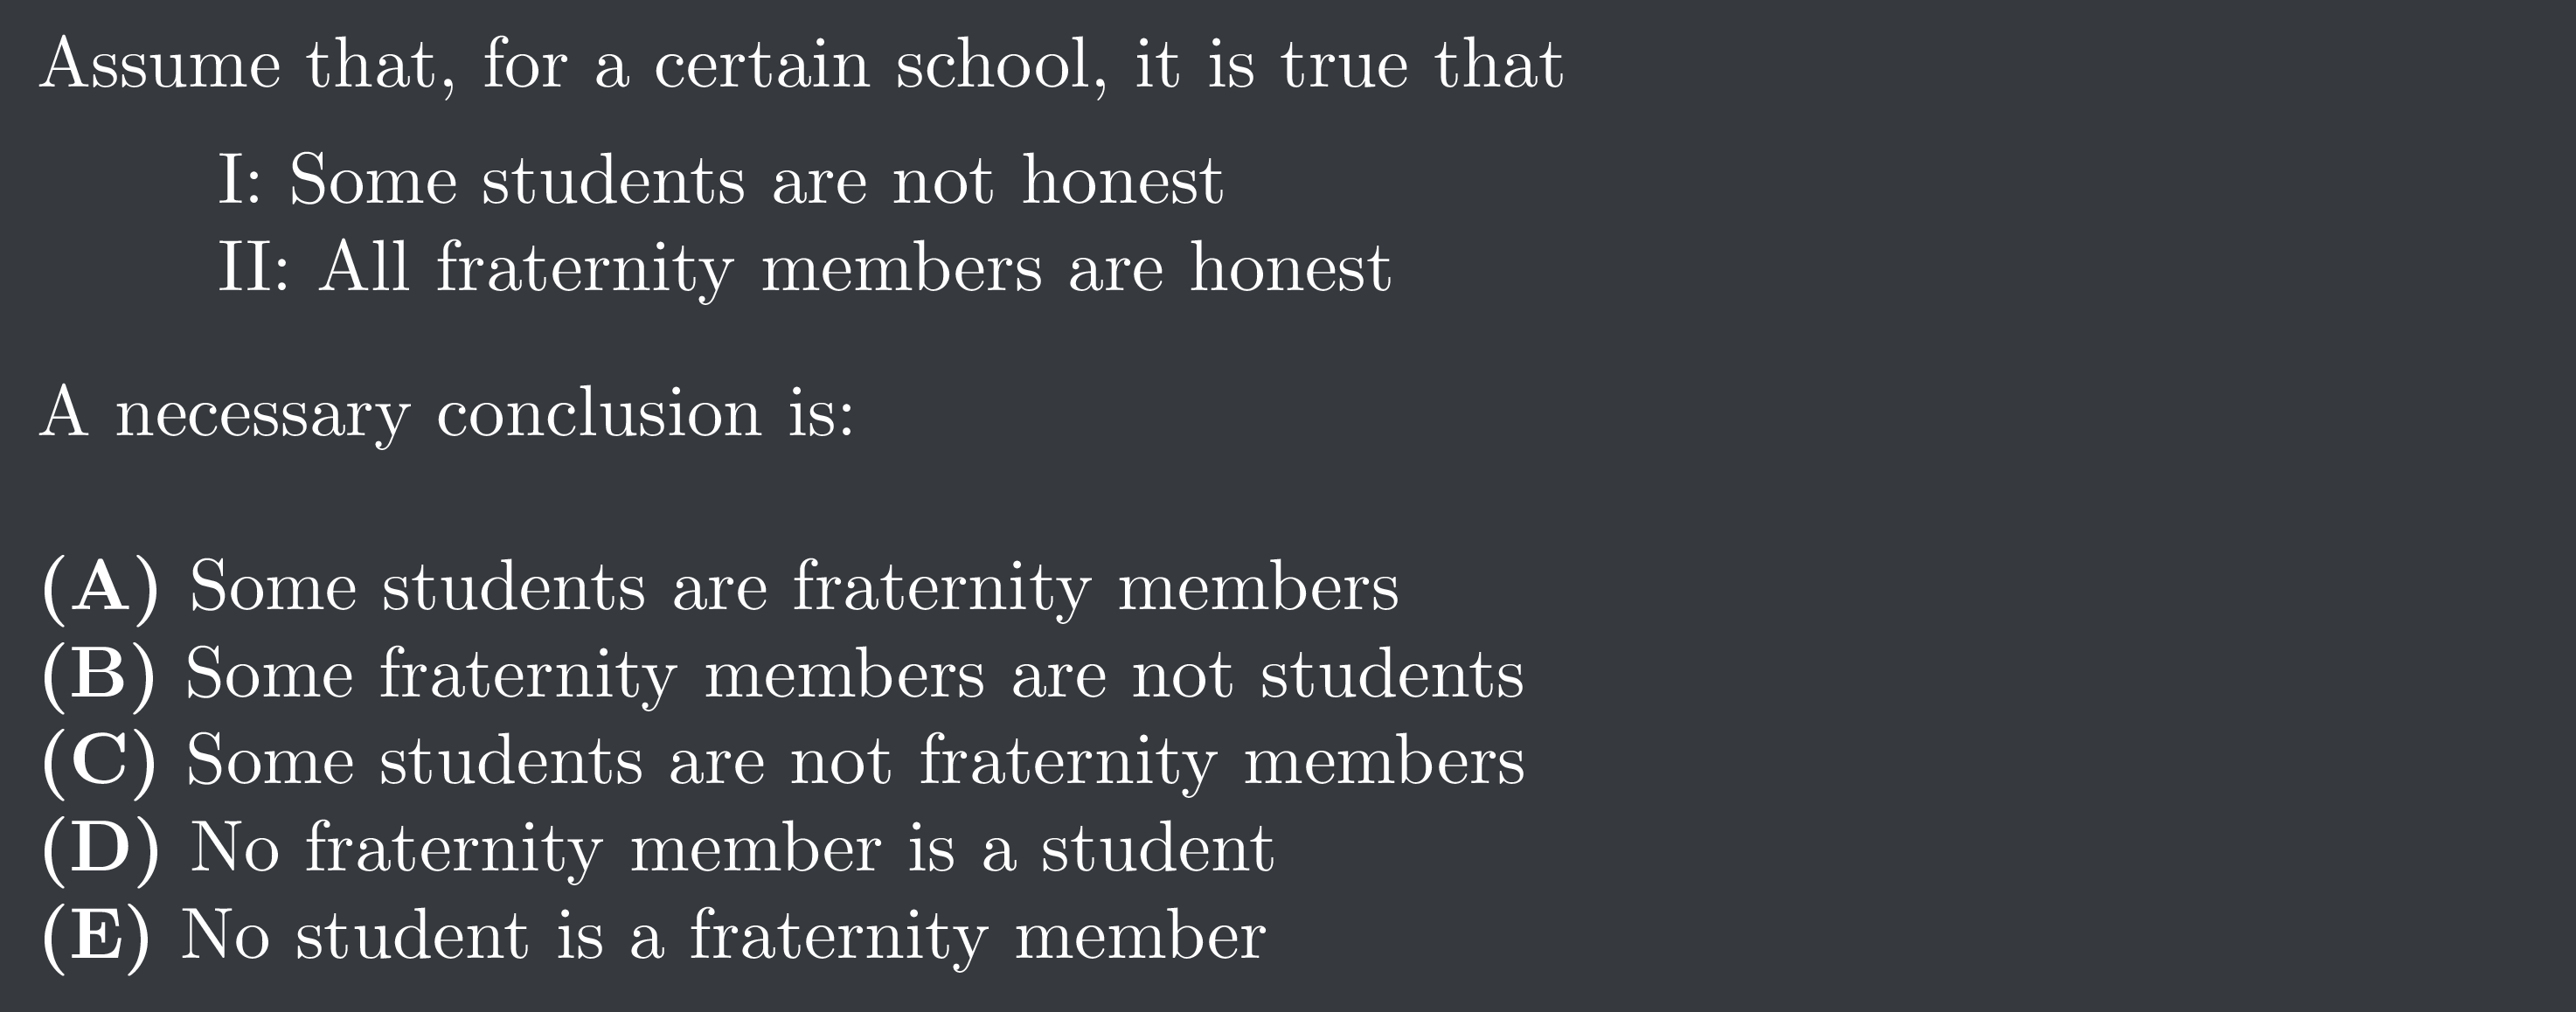 Assume that, for a certain school, it is true that
I: Some students are not honest
II: All fraternity members are honest
A necessary conclusion is:
(A) Some students are fraternity members
(B) Some fraternity members are not students
(C) Some students are not fraternity members
(D) No fraternity member is a student
(E) No student is a fraternity member